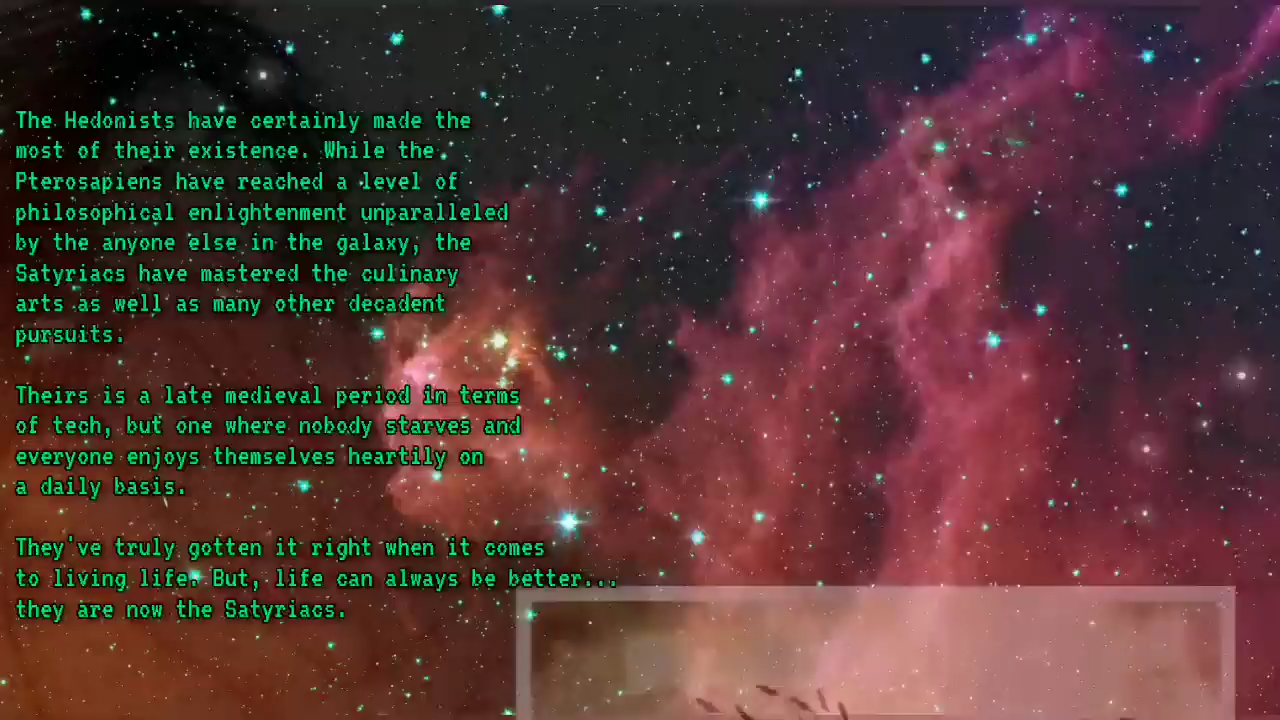 The Hedonists have certainly made the
most of their existence. While the
Pterosapiens have reached a level of
philosophical enlightenment unparalleled
by the anyone else in the galaxy, the
Satyriacs have mastered the culinary
arts as well as many other decadent
pursuits.
Theirs is a late medieval period in terms
of tech, but one where nobody starves and
everyone enjoys themselves heartily on
a daily basis.
They've truly gotten it right when it comes
to living life. But, life can always be better...
they are now the Satyriacs.